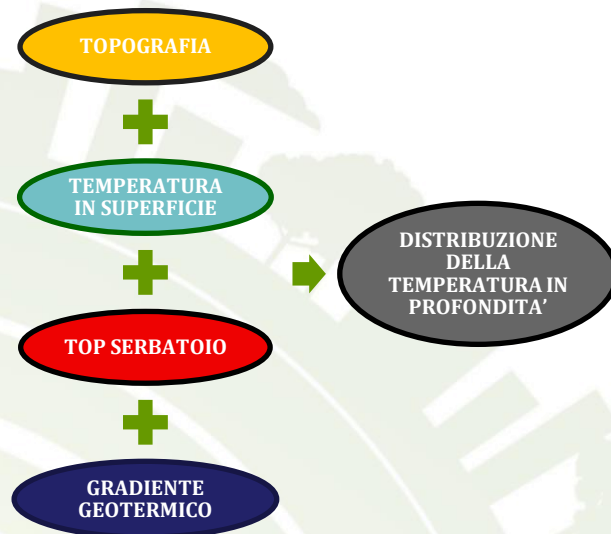 TOPOGRAFIA
TEMPERATURA
IN SUPERFICIE
TOP SERBATOIO
GRADIENTE
GEOTERMICO
DISTRIBUZIONE
DELLA
TEMPERATURA IN
PROFONDITA’